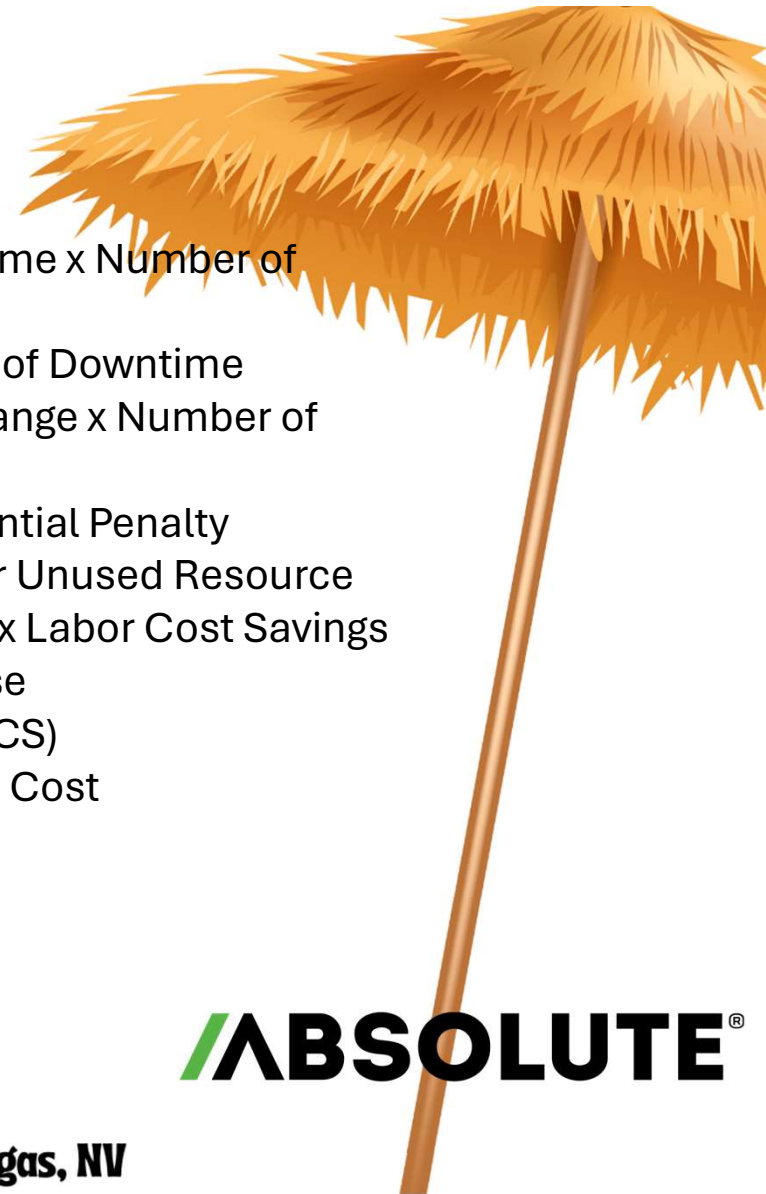 me x Number of
of Downtime
ange x Number of
ntial Penalty
r Unused Resource
x Labor Cost Savings
se
CS)
Cost
ABSOLUTE®
gas, NV